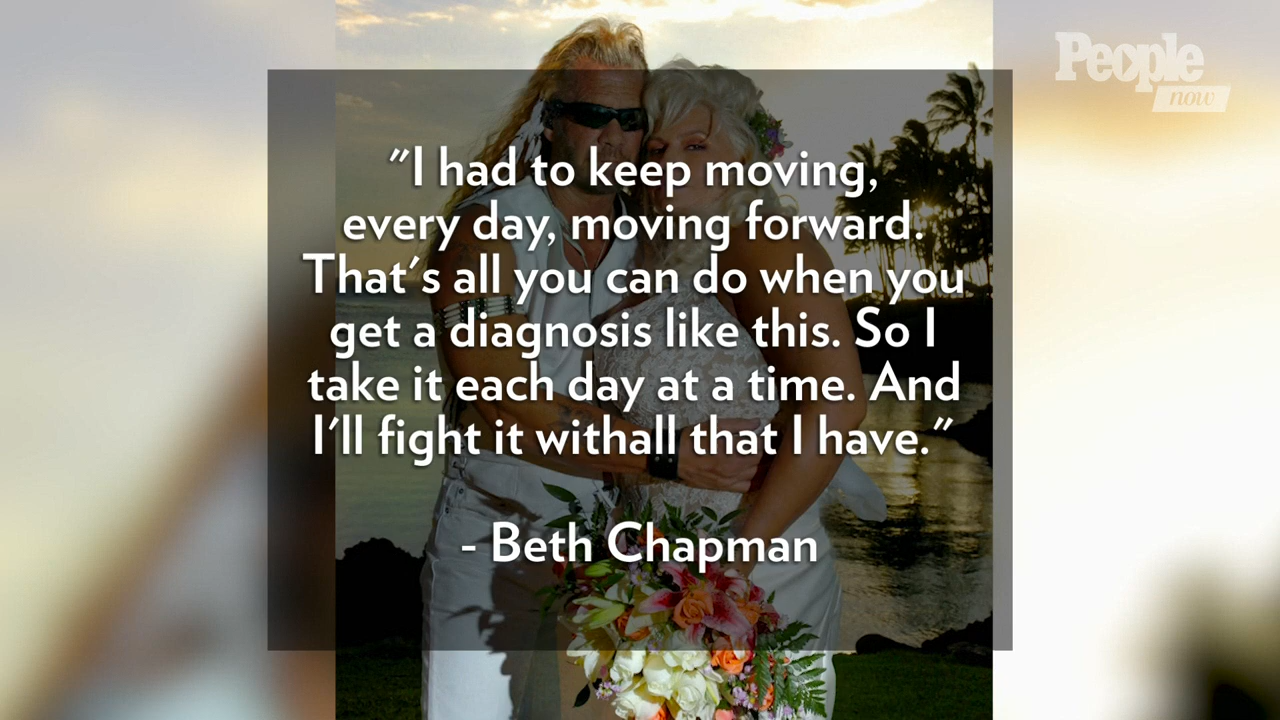 People
now
"I had to keep moving,
every day, moving forward.
That's all you can do when you
get a diagnosis like this. So I
take it each day at a time. And
I'll fight it withall that I have."
- Beth Chapman